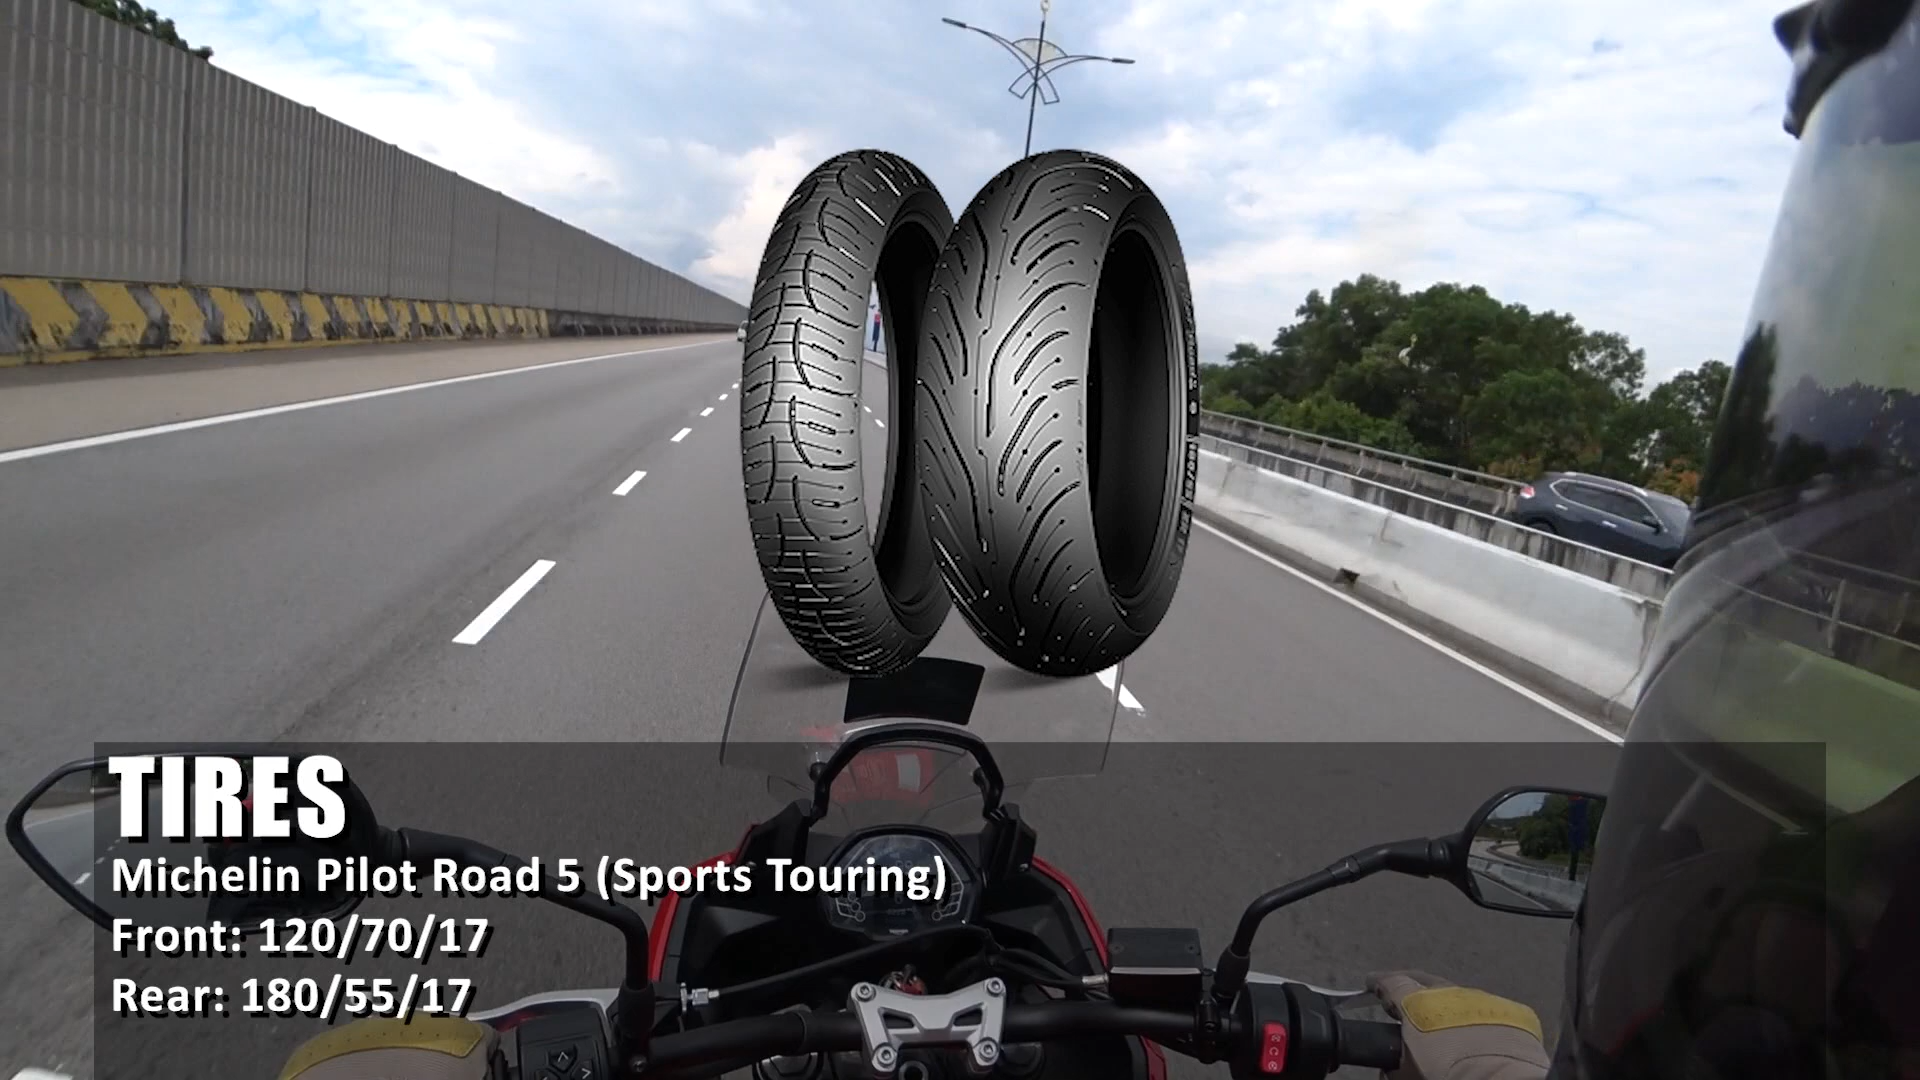 TIRES
Michelin Pilot Road 5 (Sports Touring)
Front: 120/70/17
Rear: 180/55/17